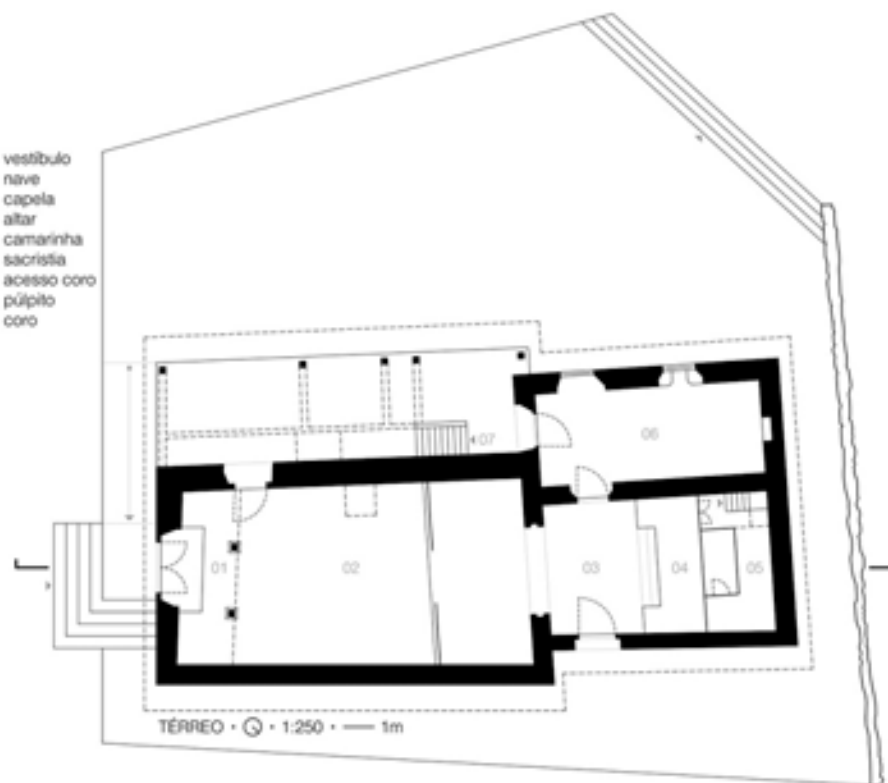 vestíbulo
nave
capela
altar
camarinha
sacristia
acesso coro
púlpito
coro
07
06
01
02
03
04
05
TÉRREO · 1:250 · 1m